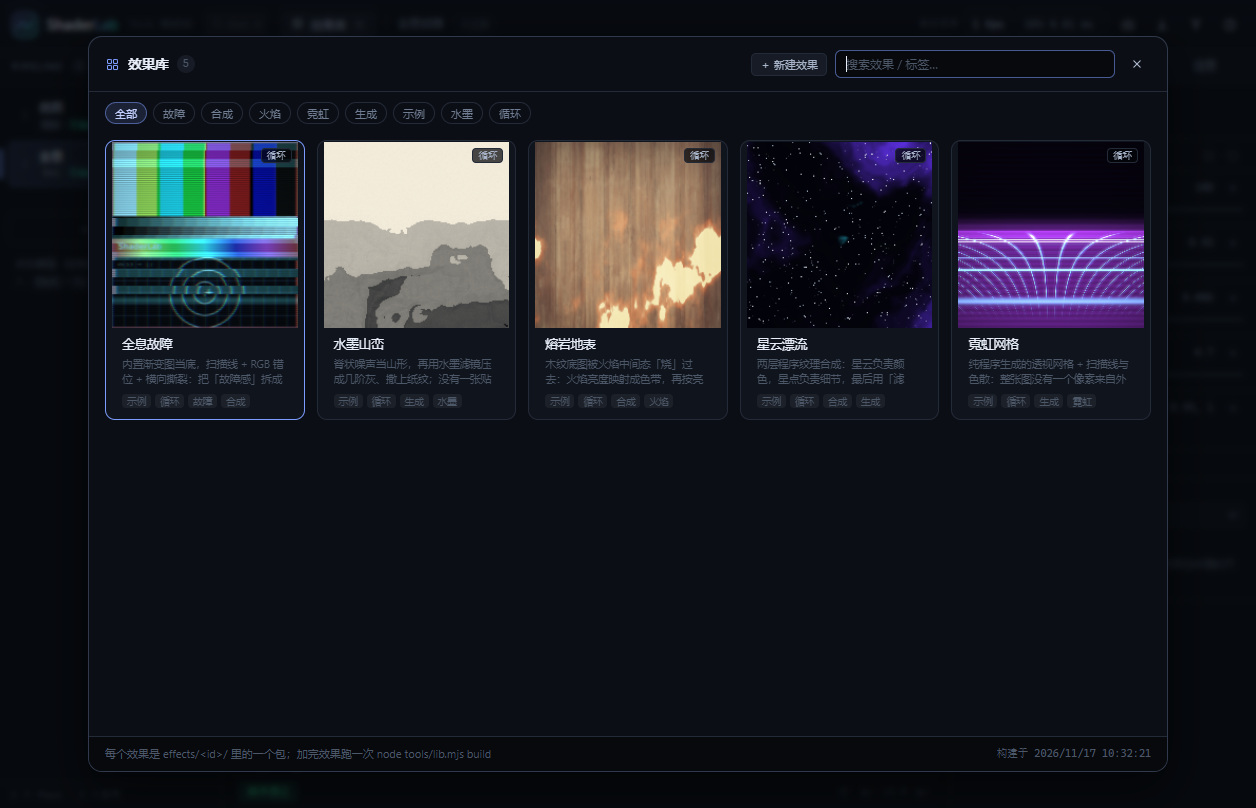 效果库 5
+ 新建效果
搜索效果 / 标签...
×
全部 故障 合成 火焰 霓虹 生成 示例 水墨 循环
循环
全息故障
内置渐变图当底，扫描线 + RGB 错
位 + 横向撕裂：把「故障感」拆成
示例 循环 故障 合成
循环
水墨山峦
脊状噪声当山形，再用水墨滤镜压
成几阶灰、撒上纸纹；没有一张贴
示例 循环 生成 水墨
循环
熔岩地表
木纹底图被火焰中间态「烧」过
去：火焰亮度映射成色带，再按亮
示例 循环 合成 火焰
循环
星云漂流
两层程序纹理合成：星云负责颜
色，星点负责细节，最后用「滤
示例 循环 合成 生成
循环
霓虹网格
纯程序生成的透视网格 + 扫描线与
色散：整张图没有一个像素来自外
示例 循环 生成 霓虹
每个效果是 effects/<id>/ 里的一个包；加完效果跑一次 node tools/lib.mjs build
构建于 2026/11/17 10:32:21